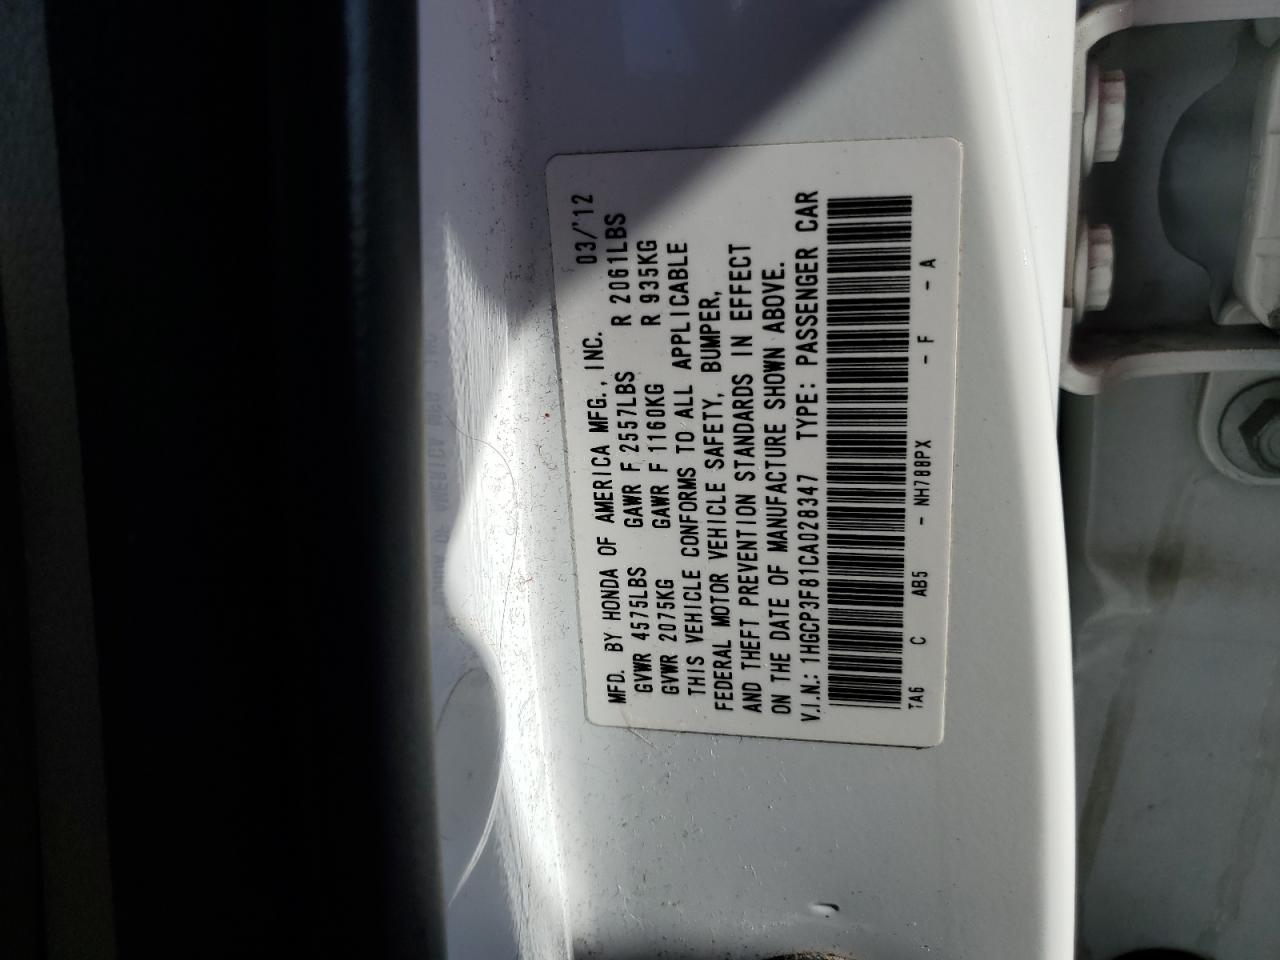 MFD. BY HONDA OF AMERICA MFG., INC. 03/'12
GVWR 4575LBS GAWR F 2557LBS R 2061LBS
GVWR 2075KG GAWR F 1160KG R 935KG
THIS VEHICLE CONFORMS TO ALL APPLICABLE
FEDERAL MOTOR VEHICLE SAFETY, BUMPER,
AND THEFT PREVENTION STANDARDS IN EFFECT
ON THE DATE OF MANUFACTURE SHOWN ABOVE.
V.I.N.: 1HGCP3F81CA028347 TYPE: PASSENGER CAR
TA6 C AB5 - NH788PX - F - A